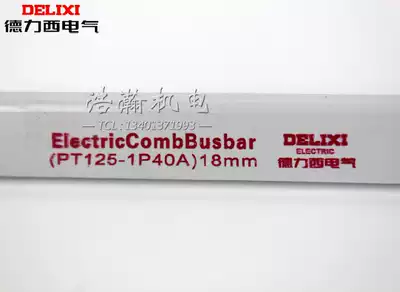 DELIXI
德力西电气
浩瀚机电
TEL: 13401371993
ElectricCombBusbar
(PT125-1P40A)18mm
DELIXI
ELECTRIC
德力西电气